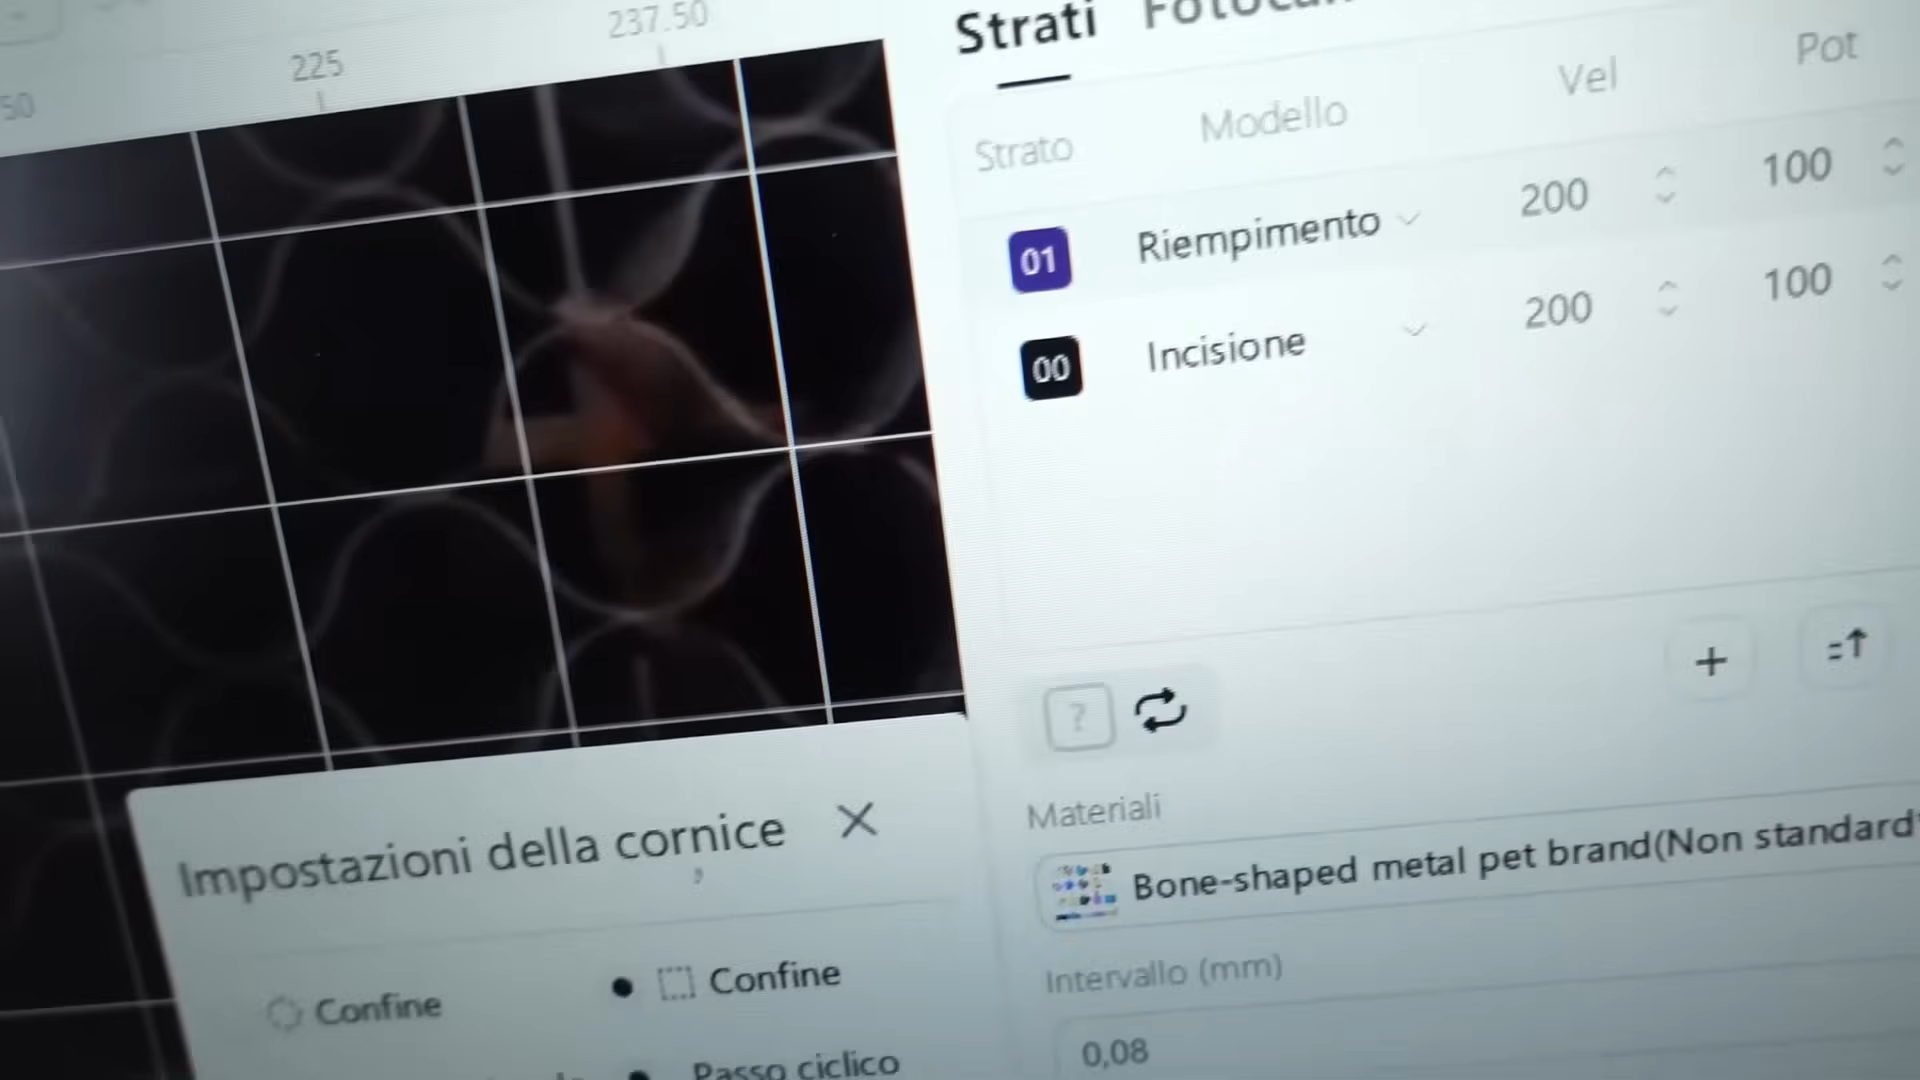 237.50
225
50
Strati
Strato Modello Vel Pot
01 Riempimento 200 100
00 Incisione 200 100
?
Materiali
Bone-shaped metal pet brand(Non standard
Intervallo (mm)
0,08
Impostazioni della cornice
Confine Confine
Passo ciclico